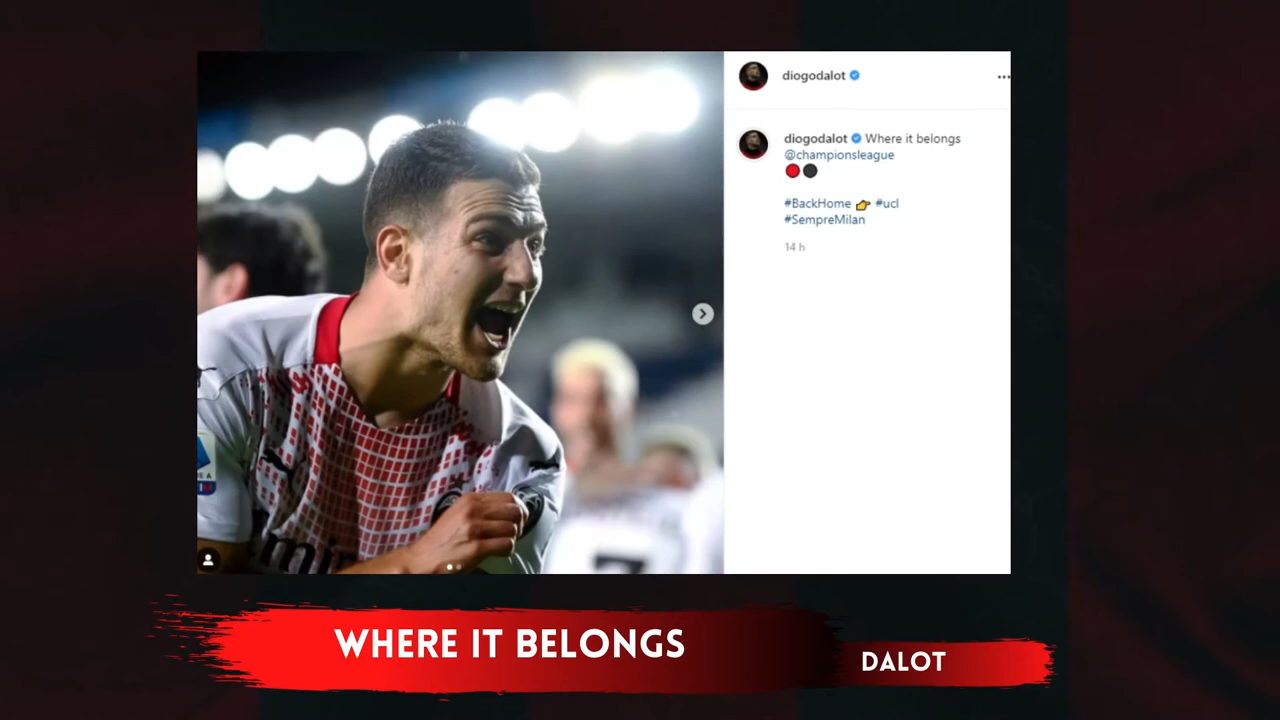 diogodalot
diogodalot Where it belongs
@championsleague
#BackHome 👉 #ucl
#SempreMilan
14 h
WHERE IT BELONGS
DALOT